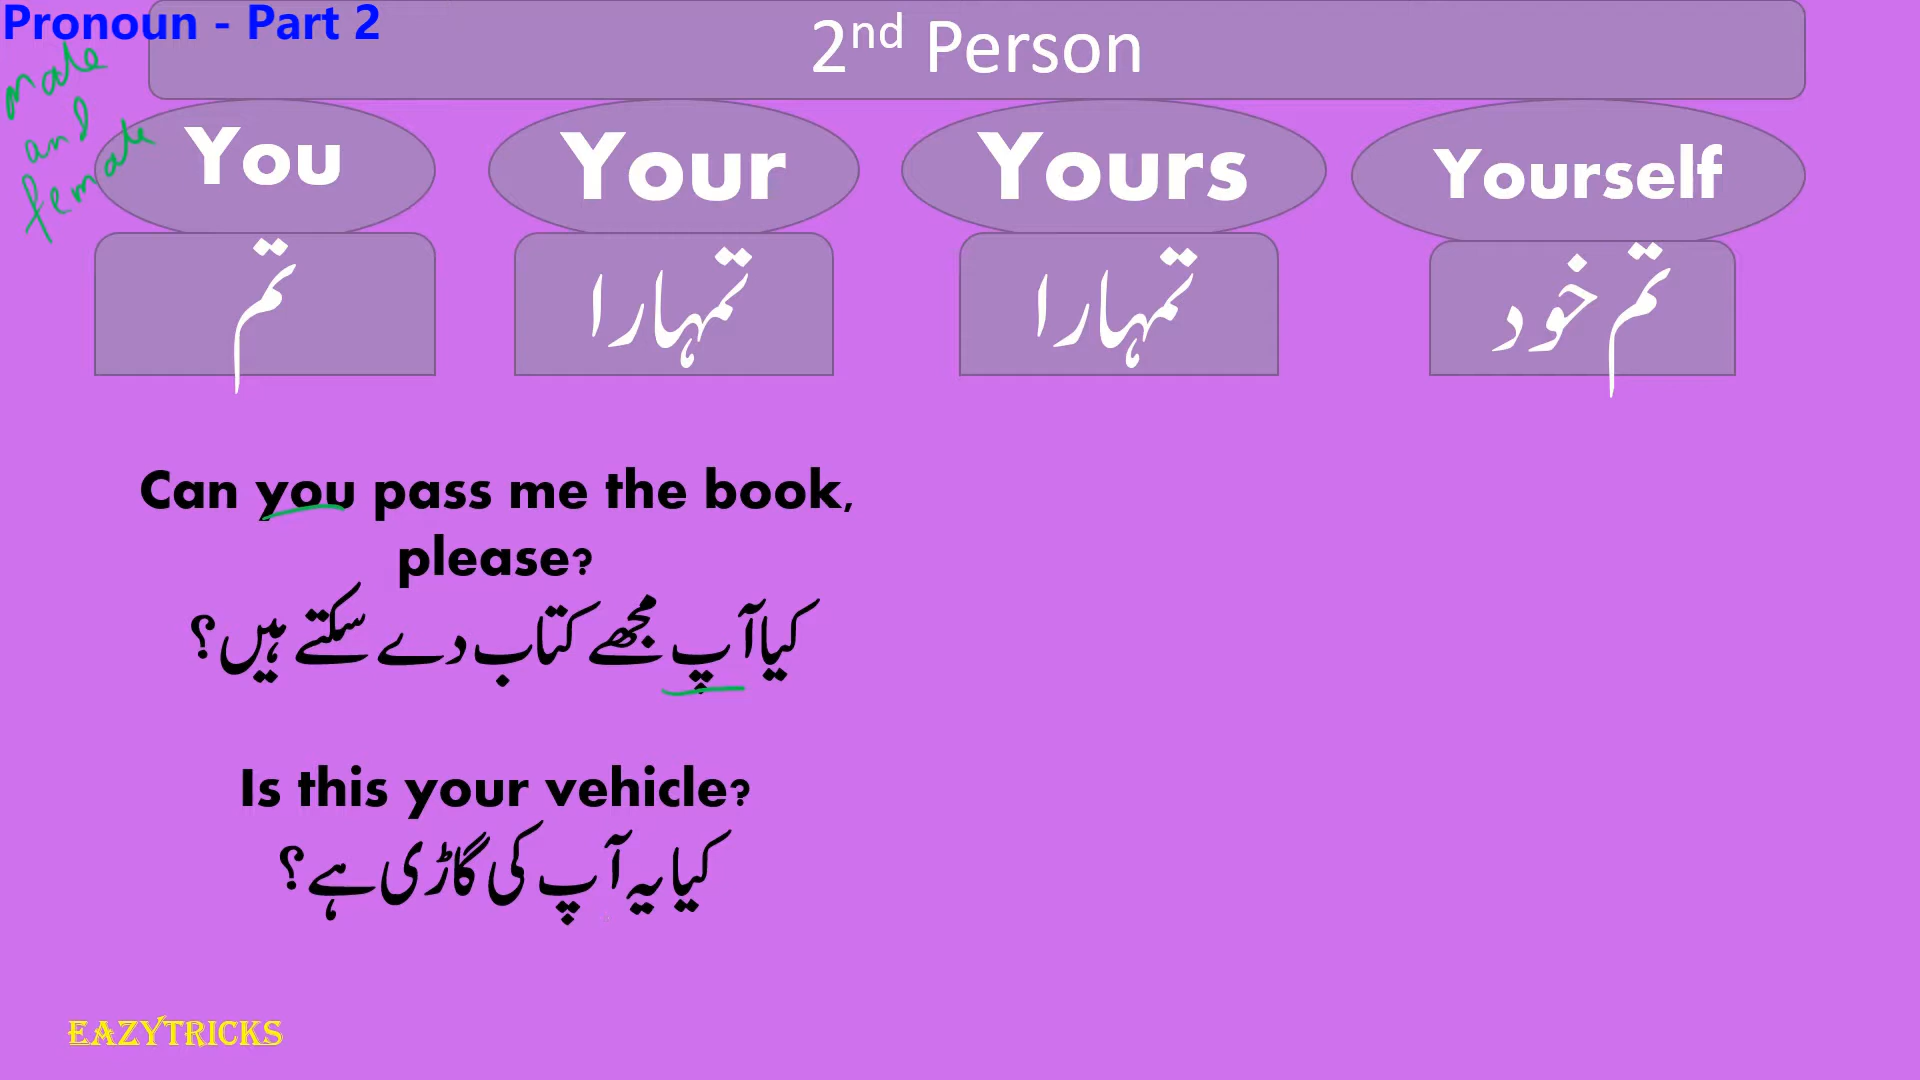 Pronoun - Part 2
2nd Person
male
and
female
You
Your
Yours
Yourself
تم
تمہارا
تمہارا
تم خود
Can you pass me the book,
please?
کیا آپ مجھے کتاب دے سکتے ہیں؟
Is this your vehicle?
کیا یہ آپ کی گاڑی ہے؟
EAZYTRICKS